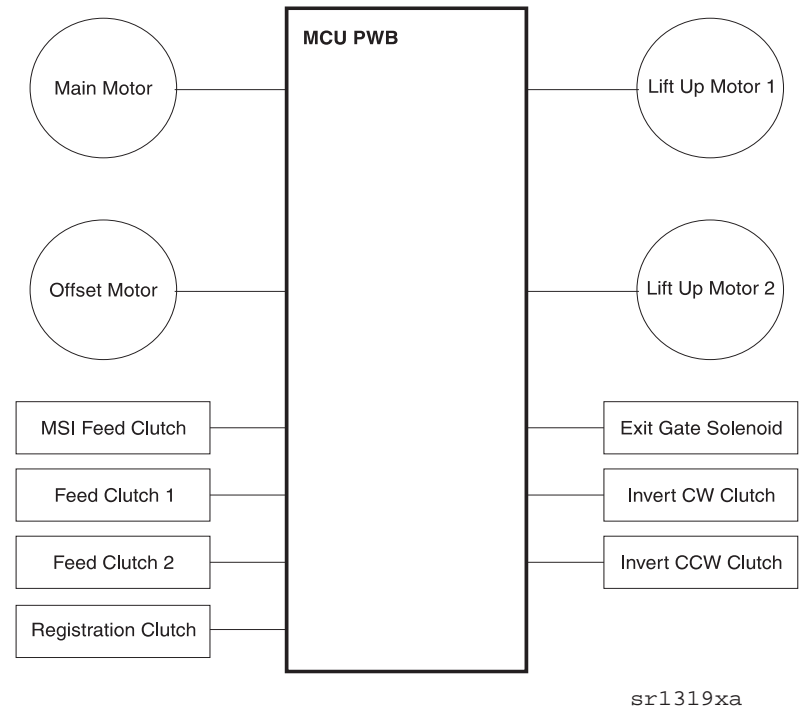 MCU PWB
Main Motor
Lift Up Motor 1
Offset Motor
Lift Up Motor 2
MSI Feed Clutch
Exit Gate Solenoid
Feed Clutch 1
Invert CW Clutch
Feed Clutch 2
Invert CCW Clutch
Registration Clutch
sr1319xa